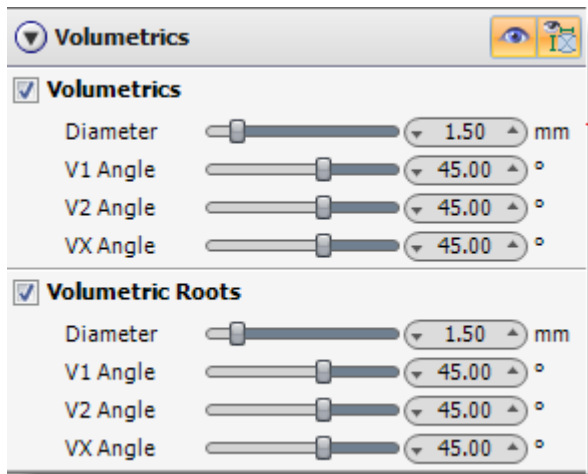 Volumetrics
Volumetrics
Diameter 1.50 mm
V1 Angle 45.00 °
V2 Angle 45.00 °
VX Angle 45.00 °
Volumetric Roots
Diameter 1.50 mm
V1 Angle 45.00 °
V2 Angle 45.00 °
VX Angle 45.00 °